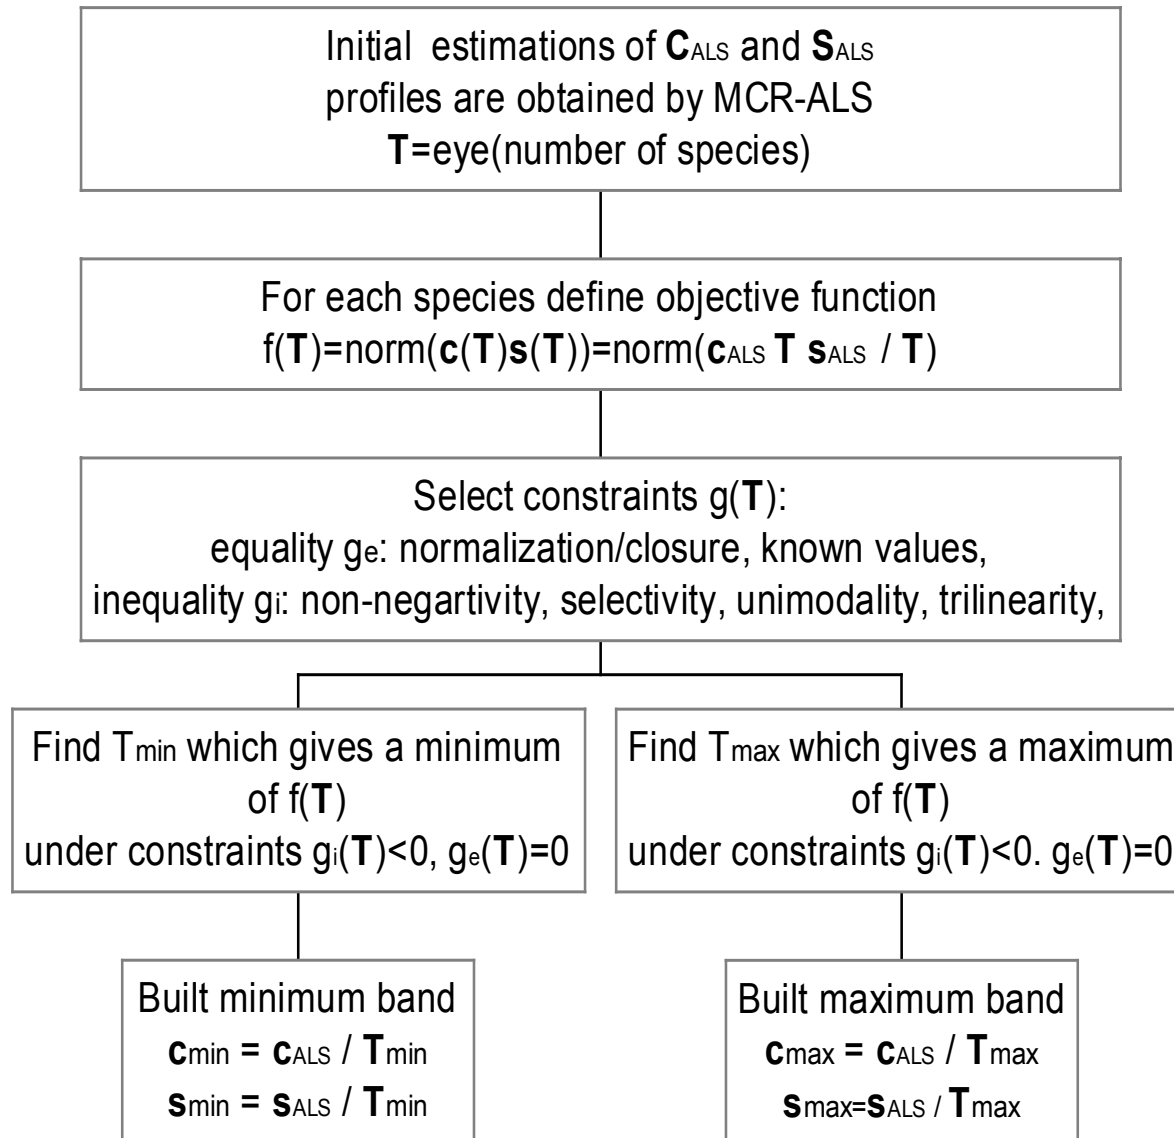 Initial estimations of CALS and SALS
profiles are obtained by MCR-ALS
T=eye(number of species)
For each species define objective function
f(T)=norm(c(T)s(T))=norm(cALS T sALS / T)
Select constraints g(T):
equality ge: normalization/closure, known values,
inequality gi: non-negartivity, selectivity, unimodality, trilinearity,
Find Tmin which gives a minimum
of f(T)
under constraints gi(T)<0, ge(T)=0
Find Tmax which gives a maximum
of f(T)
under constraints gi(T)<0. ge(T)=0
Built minimum band
cmin = cALS / Tmin
smin = sALS / Tmin
Built maximum band
cmax = cALS / Tmax
smax=sALS / Tmax